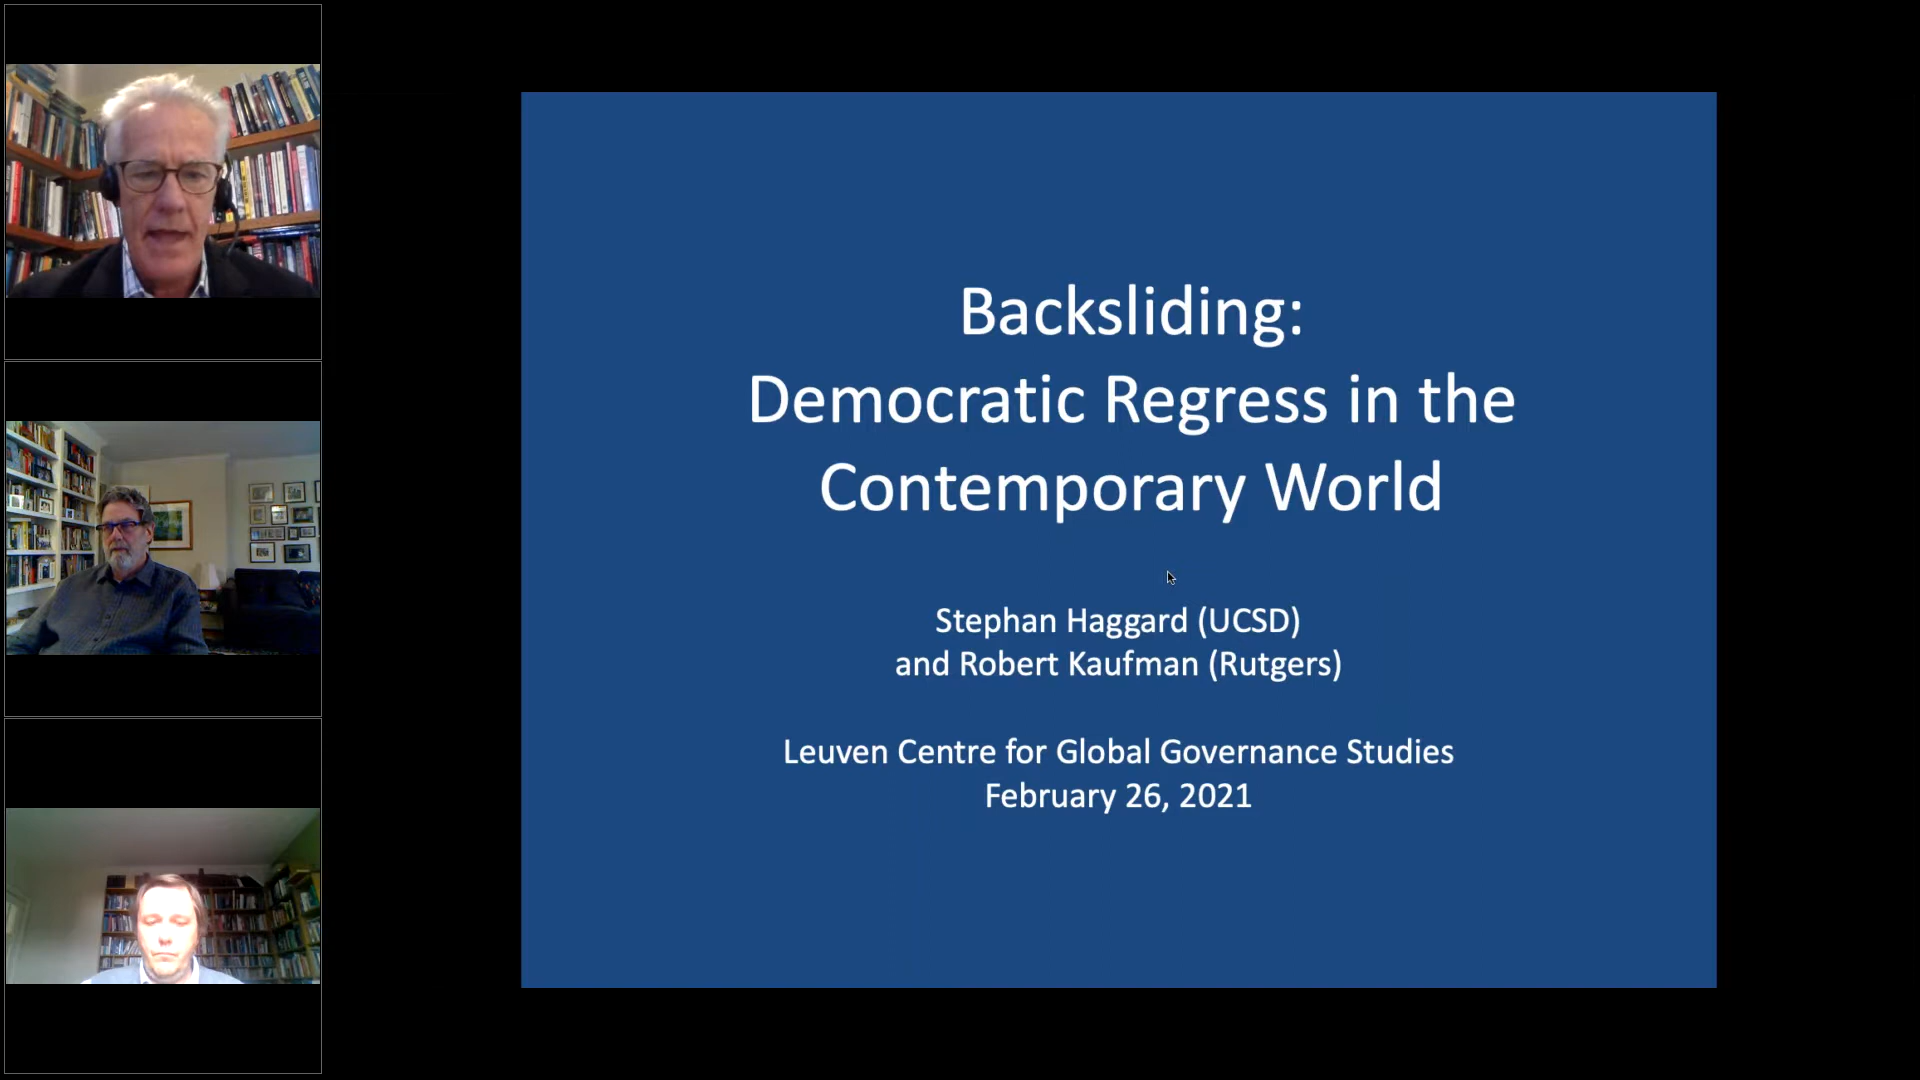 Backsliding:
Democratic Regress in the
Contemporary World
Stephan Haggard (UCSD)
and Robert Kaufman (Rutgers)
Leuven Centre for Global Governance Studies
February 26, 2021